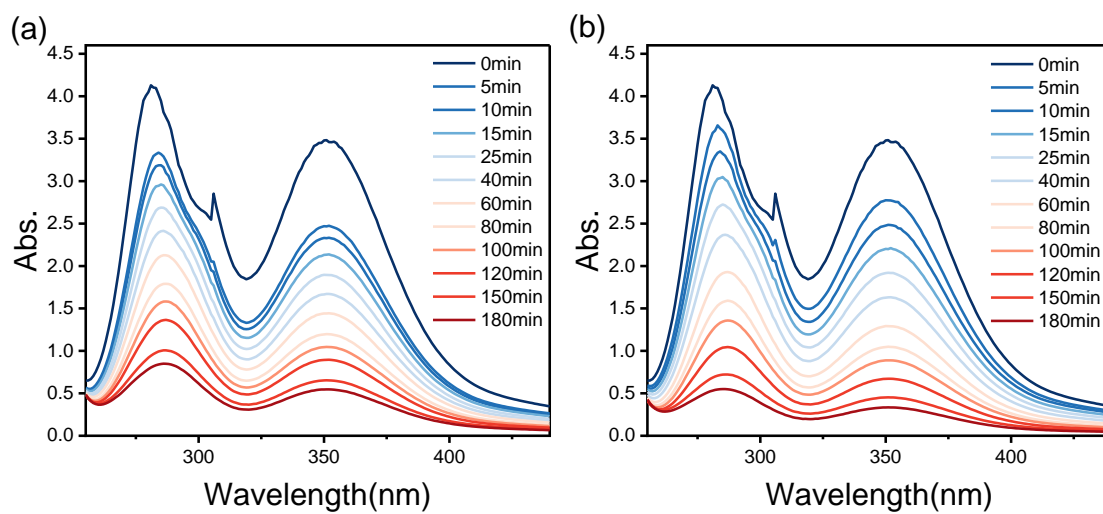 (a)
Abs.
4.5
4.0
3.5
3.0
2.5
2.0
1.5
1.0
0.5
0.0
0min
5min
10min
15min
25min
40min
60min
80min
100min
120min
150min
180min
300
350
400
Wavelength(nm)
(b)
Abs.
4.5
4.0
3.5
3.0
2.5
2.0
1.5
1.0
0.5
0.0
0min
5min
10min
15min
25min
40min
60min
80min
100min
120min
150min
180min
300
350
400
Wavelength(nm)